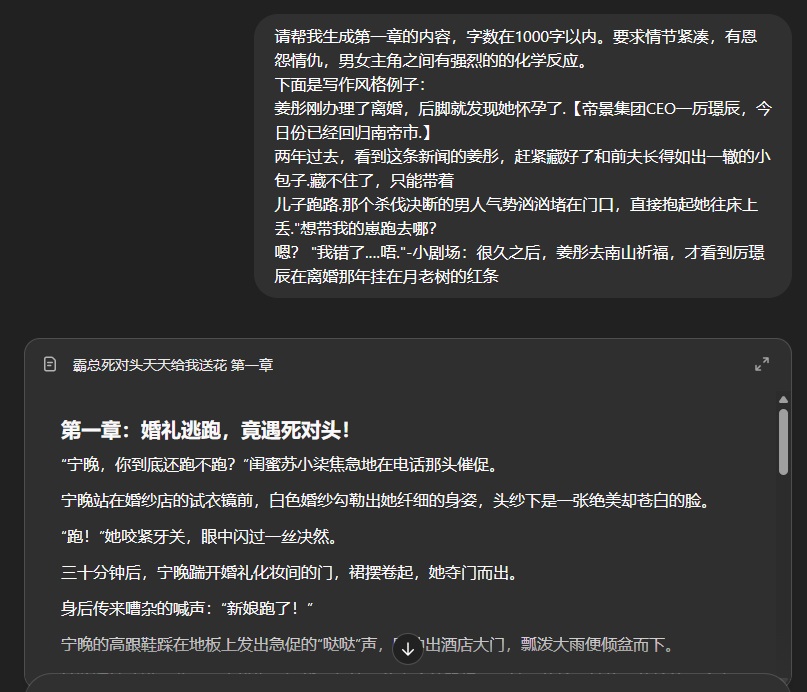 请帮我生成第一章的内容，字数在1000字以内。要求情节紧凑，有恩
怨情仇，男女主角之间有强烈的的化学反应。
下面是写作风格例子：
姜彤刚办理了离婚，后脚就发现她怀孕了.【帝景集团CEO一厉璟辰，今
日份已经回归南帝市.】
两年过去，看到这条新闻的姜彤，赶紧藏好了和前夫长得如出一辙的小
包子.藏不住了，只能带着
儿子跑路.那个杀伐决断的男人气势汹汹堵在门口，直接抱起她往床上
丢."想带我的崽跑去哪？
嗯？ "我错了....唔."-小剧场：很久之后，姜彤去南山祈福，才看到厉璟
辰在离婚那年挂在月老树的红条
霸总死对头天天给我送花 第一章
第一章：婚礼逃跑，竟遇死对头！
“宁晚，你到底还跑不跑？”闺蜜苏小柒焦急地在电话那头催促。
宁晚站在婚纱店的试衣镜前，白色婚纱勾勒出她纤细的身姿，头纱下是一张绝美却苍白的脸。
“跑！”她咬紧牙关，眼中闪过一丝决然。
三十分钟后，宁晚踹开婚礼化妆间的门，裙摆卷起，她夺门而出。
身后传来嘈杂的喊声：“新娘跑了！”
宁晚的高跟鞋踩在地板上发出急促的“哒哒”声，出酒店大门，瓢泼大雨便倾盆而下。